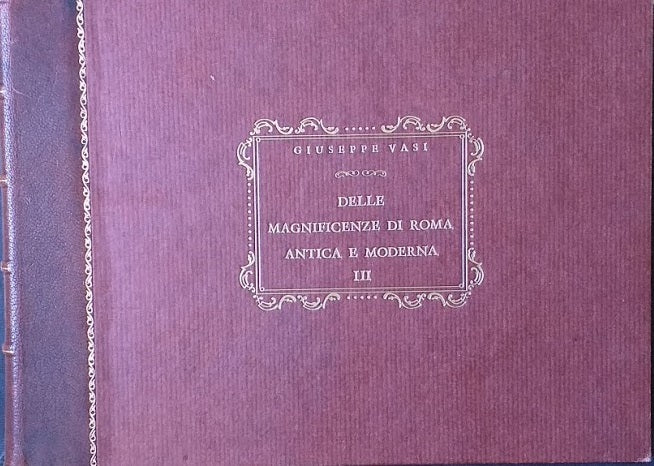 GIUSEPPE VASI
DELLE
MAGNIFICENZE DI ROMA
ANTICA E MODERNA
III